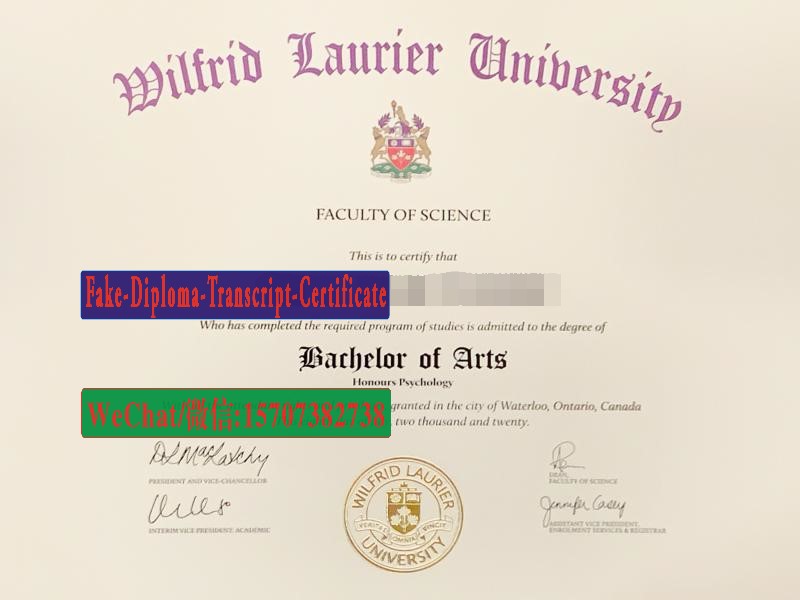 Wilfrid Laurier University
FACULTY OF SCIENCE
This is to certify that
Fake-Diploma-Transcript-Certificate
Who has completed the required program of studies is admitted to the degree of
Bachelor of Arts
Honours Psychology
WeChat/微信:15707382738
granted in the city of Waterloo, Ontario, Canada
two thousand and twenty.
PRESIDENT AND VICE-CHANCELLOR
DEAN,
FACULTY OF SCIENCE
Jennifer Casey
INTERIM VICE PRESIDENT: ACADEMIC
ASSISTANT VICE PRESIDENT,
ENROLMENT SERVICES & REGISTRAR
WILFRID LAURIER
VERITAS OMNIA VINCIT
UNIVERSITY